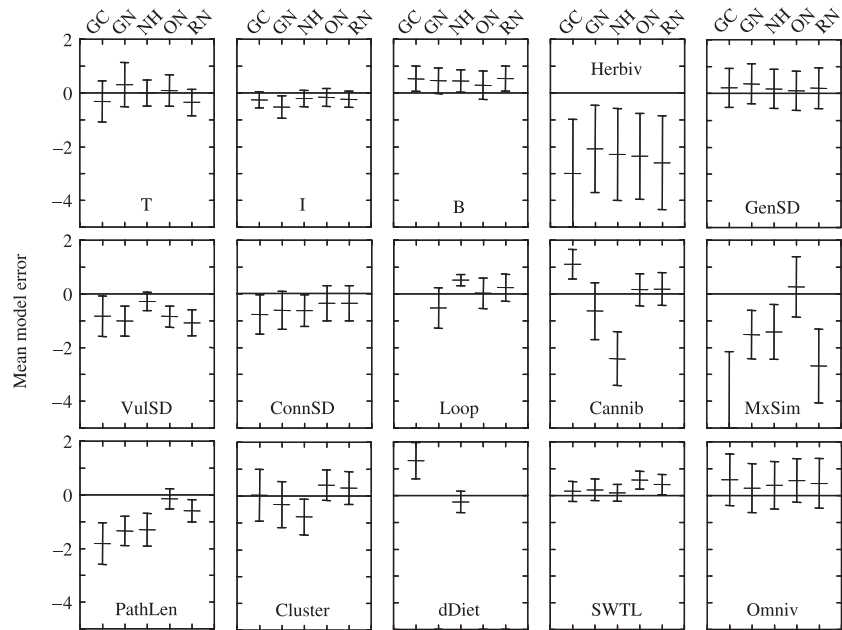 GC GN NH ON RN GC GN NH ON RN GC GN NH ON RN GC GN NH ON RN GC GN NH ON RN
2
0
−2
−4
T I B Herbiv GenSD
Mean model error
2
0
−2
−4
VulSD ConnSD Loop Cannib MxSim
2
0
−2
−4
PathLen Cluster dDiet SWTL Omniv